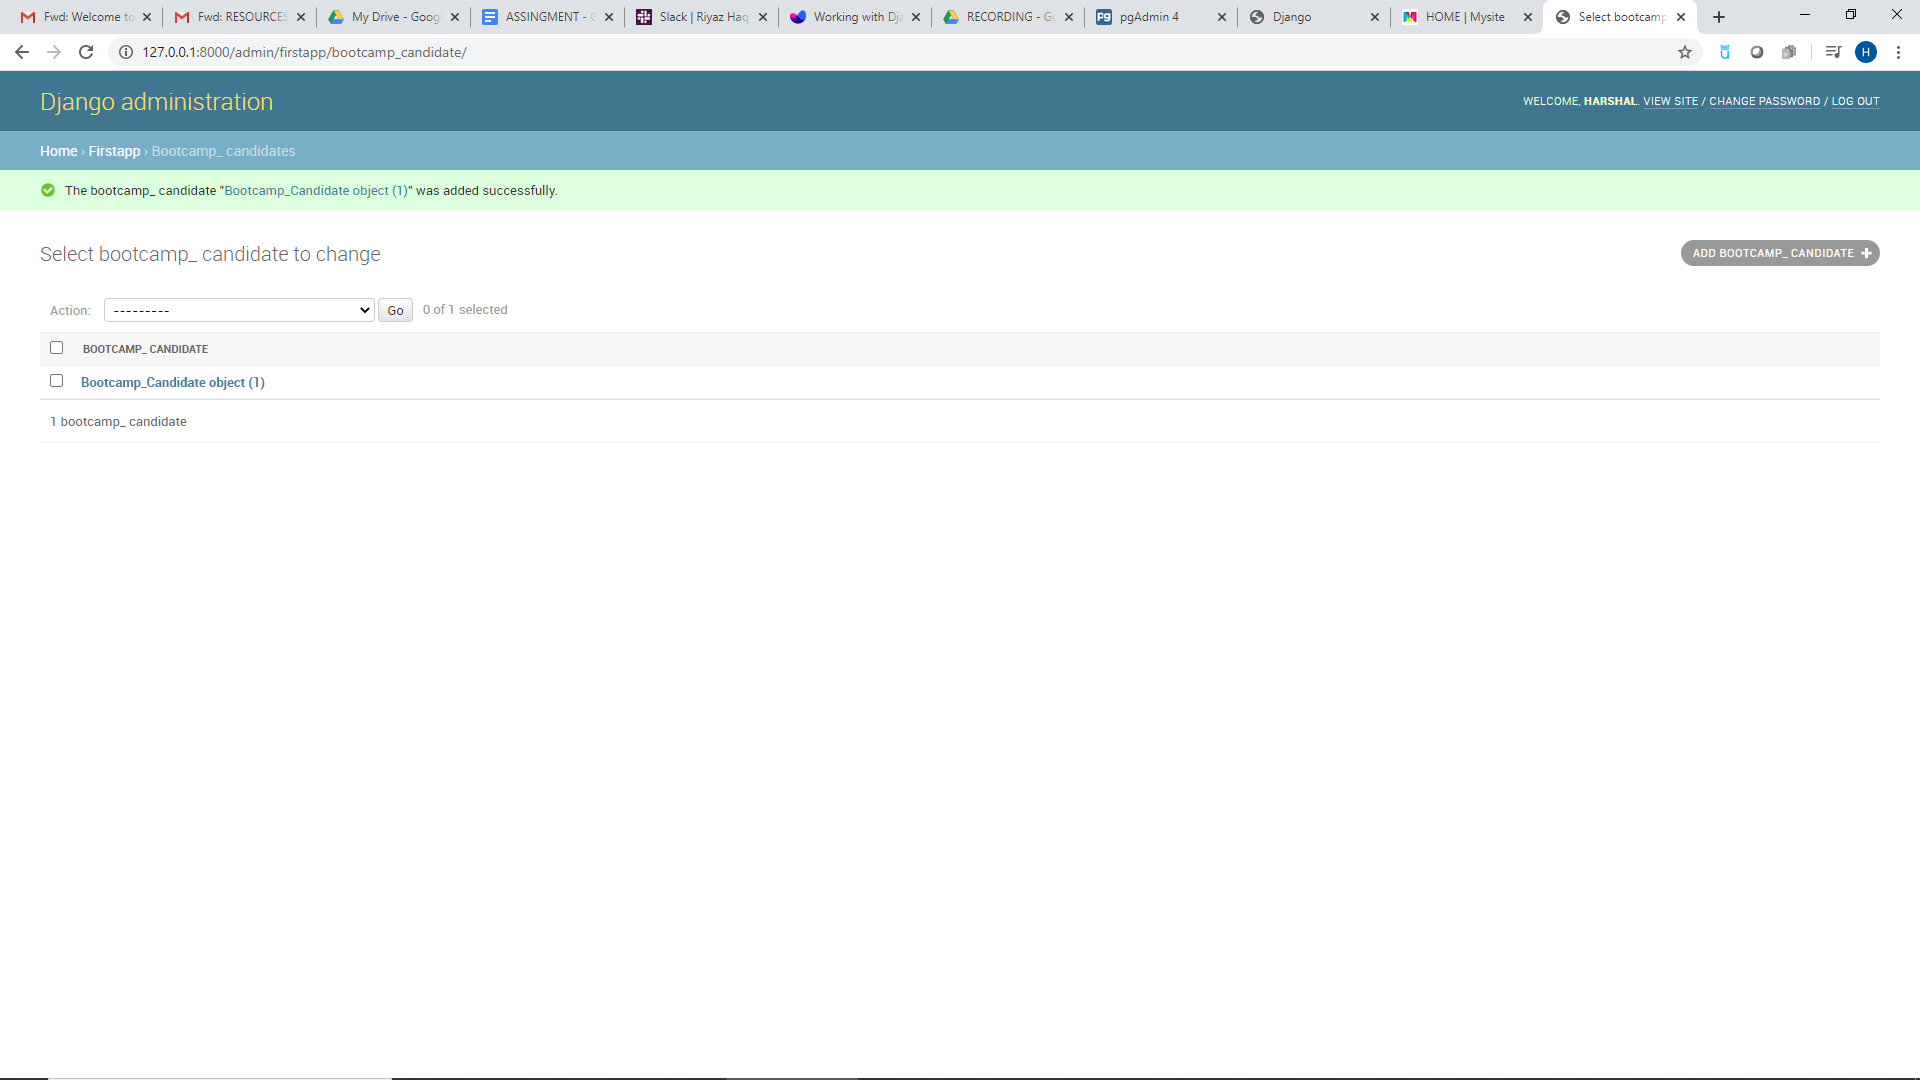 Fwd: Welcome to
Fwd: RESOURCES
My Drive - Goog
ASSINGMENT - G
Slack | Riyaz Haq
Working with Dja
RECORDING - Go
pgAdmin 4
Django
HOME | Mysite
Select bootcamp
127.0.0.1:8000/admin/firstapp/bootcamp_candidate/
H
Django administration
WELCOME, HARSHAL. VIEW SITE / CHANGE PASSWORD / LOG OUT
Home › Firstapp › Bootcamp_ candidates
The bootcamp_ candidate "Bootcamp_Candidate object (1)" was added successfully.
Select bootcamp_ candidate to change
ADD BOOTCAMP_ CANDIDATE
Action: --------- Go 0 of 1 selected
BOOTCAMP_ CANDIDATE
Bootcamp_Candidate object (1)
1 bootcamp_ candidate